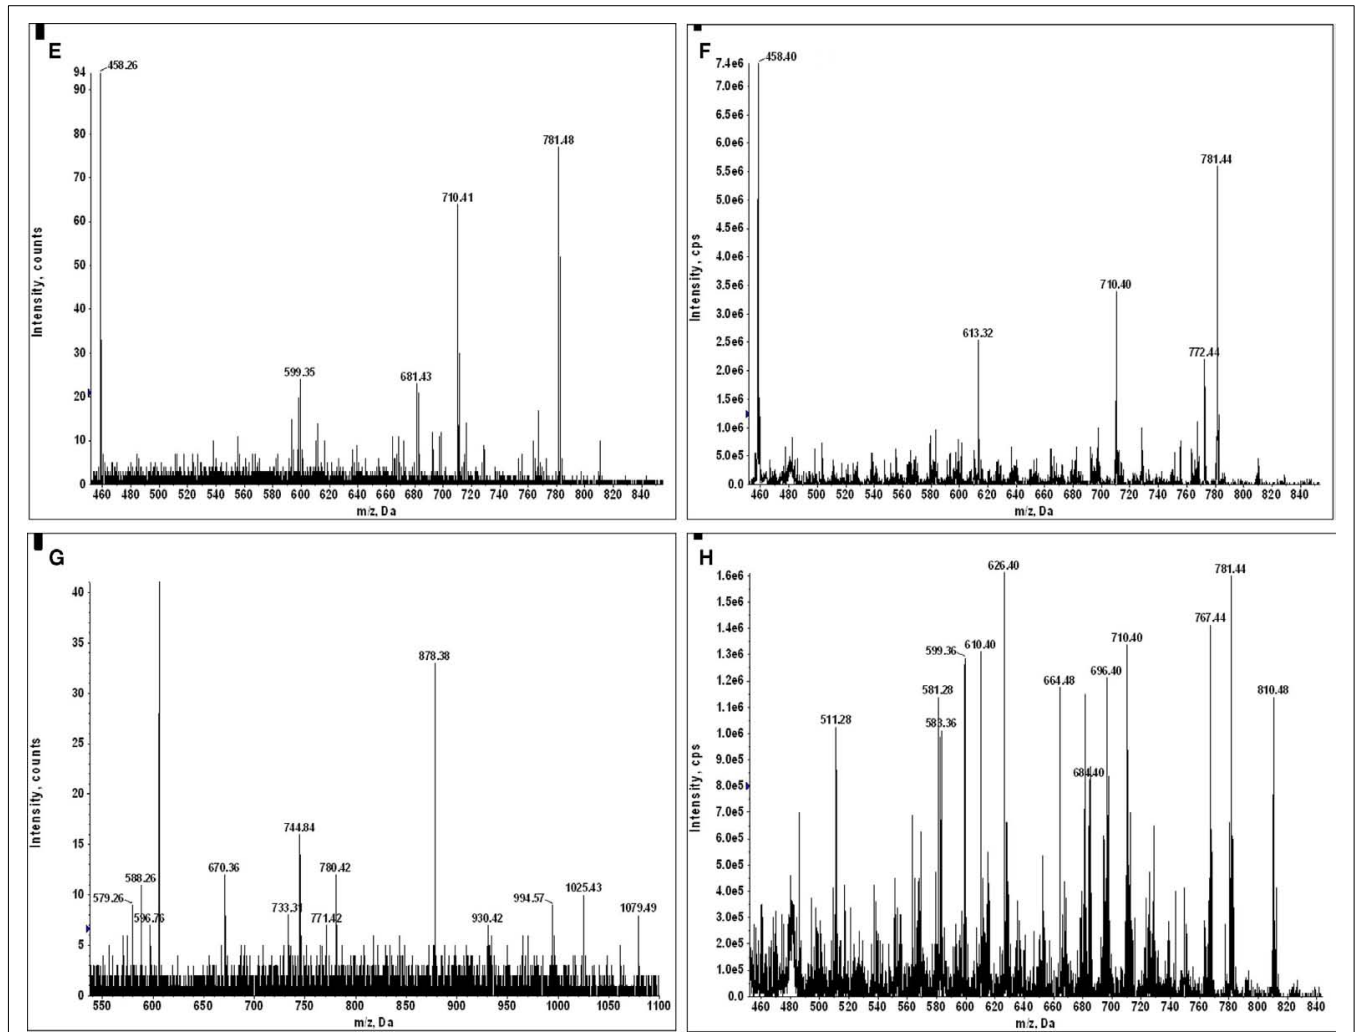 E
458.26
94
90
80
70
60
50
40
30
20
10
0
781.48
710.41
599.35
681.43
Intensity, counts
460 480 500 520 540 560 580 600 620 640 660 680 700 720 740 760 780 800 820 840
m/z, Da
F
458.40
7.4e6
7.0e6
6.5e6
6.0e6
5.5e6
5.0e6
4.5e6
4.0e6
3.5e6
3.0e6
2.5e6
2.0e6
1.5e6
1.0e6
5.0e5
0.0
781.44
710.40
613.32
772.44
Intensity, cps
460 480 500 520 540 560 580 600 620 640 660 680 700 720 740 760 780 800 820 840
m/z, Da
G
40
35
30
25
20
15
10
5
0
878.38
744.84
670.36
780.42
588.26
579.26
596.76
733.31
771.42
930.42
994.57
1025.43
1079.49
Intensity, counts
550 600 650 700 750 800 850 900 950 1000 1050 1100
m/z, Da
H
626.40
781.44
1.6e6
1.5e6
1.4e6
1.3e6
1.2e6
1.1e6
1.0e6
9.0e5
8.0e5
7.0e5
6.0e5
5.0e5
4.0e5
3.0e5
2.0e5
1.0e5
0.0
767.44
710.40
599.36
610.40
696.40
664.48
581.28
810.48
511.28
583.36
684.40
Intensity, cps
460 480 500 520 540 560 580 600 620 640 660 680 700 720 740 760 780 800 820 840
m/z, Da